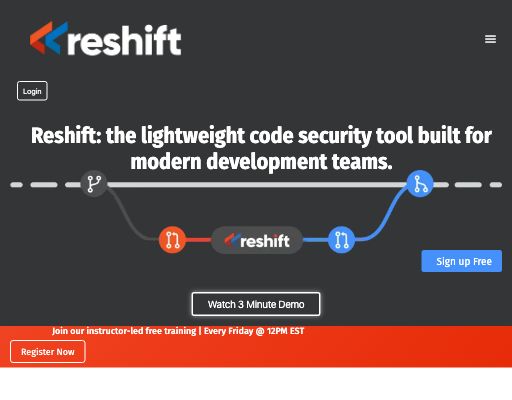 reshift
Login
Reshift: the lightweight code security tool built for
modern development teams.
reshift
Sign up Free
Watch 3 Minute Demo
Join our instructor-led free training | Every Friday @ 12PM EST
Register Now